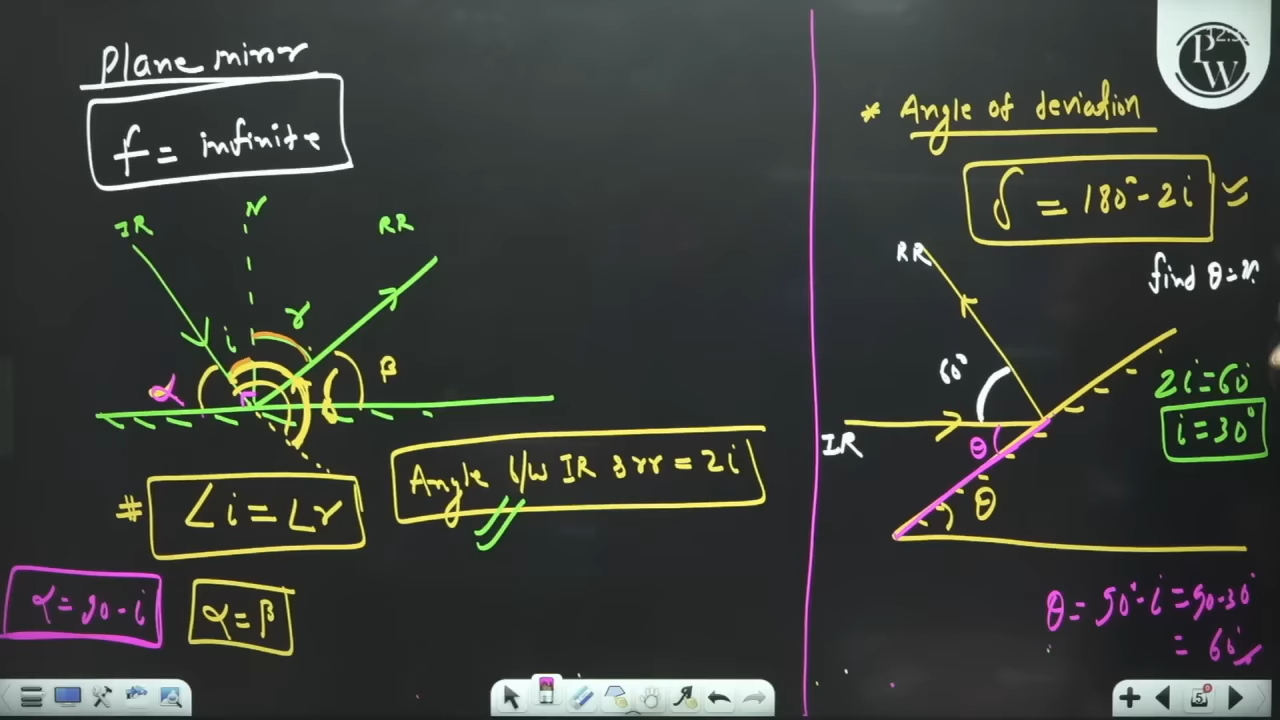 Plane mirror
f = infinite
IR
N
RR
i
r
α
β
∠i = ∠r
Angle b/w IR & rr = 2i
α = 90 - i
α = β
PW
* Angle of deviation
δ = 180° - 2i
find θ = x
RR
60°
IR
θ
θ
2i = 60°
i = 30°
θ = 90° - i = 90 - 30°
= 60°
5